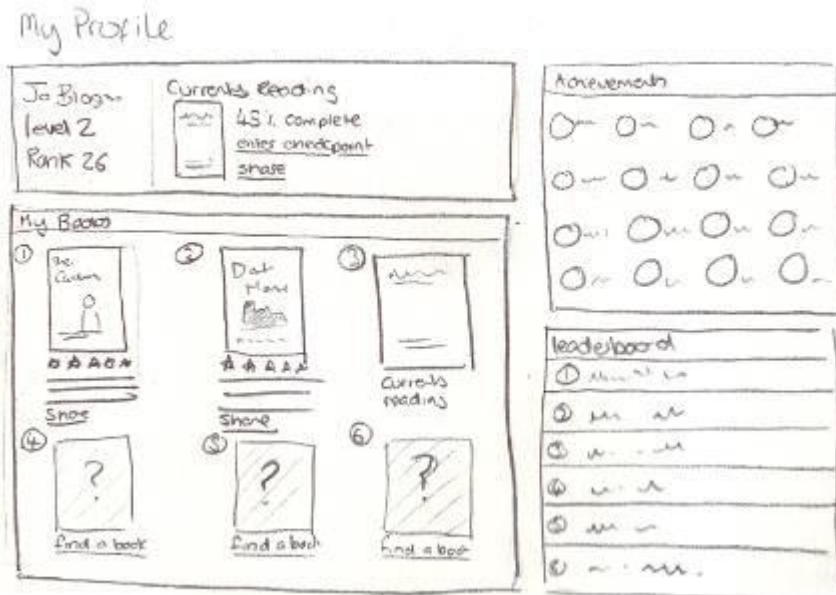 My Profile
Jo Bloggs
level 2
Rank 26
Currently Reading
45% complete
enter checkpoint
share
My Books
①
②
③
The
Dot
Share
Share
Currently
reading
④
⑤
⑥
?
?
?
find a book
find a book
find a book
Achievements
leaderboard
①
②
③
④
⑤
⑥